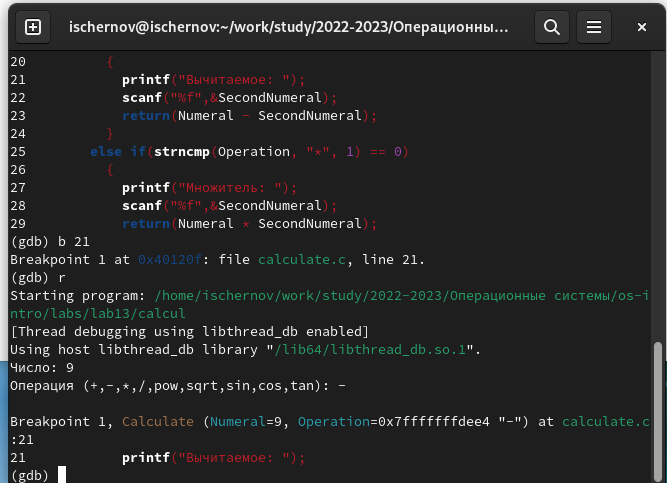 ischernov@ischernov:~/work/study/2022-2023/Операционны...
20          {
21            printf("Вычитаемое: ");
22            scanf("%f",&SecondNumeral);
23            return(Numeral - SecondNumeral);
24          }
25        else if(strncmp(Operation, "*", 1) == 0)
26          {
27            printf("Множитель: ");
28            scanf("%f",&SecondNumeral);
29            return(Numeral * SecondNumeral);
(gdb) b 21
Breakpoint 1 at 0x40120f: file calculate.c, line 21.
(gdb) r
Starting program: /home/ischernov/work/study/2022-2023/Операционные системы/os-i
ntro/labs/lab13/calcul
[Thread debugging using libthread_db enabled]
Using host libthread_db library "/lib64/libthread_db.so.1".
Число: 9
Операция (+,-,*,/,pow,sqrt,sin,cos,tan): -
Breakpoint 1, Calculate (Numeral=9, Operation=0x7fffffffdee4 "-") at calculate.c
:21
21            printf("Вычитаемое: ");
(gdb)